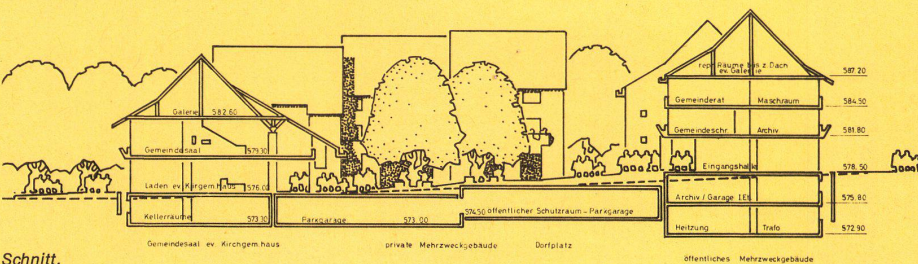 repr. Räume bis z. Dach
ev. Galerie 587.20
Galerie 582.60
Gemeinderat Maschraum 584.50
Gemeindeschr. Archiv 581.80
Gemeindesaal 579.30
Eingangshalle 578.50
Laden ev. Kirgem.haus 576.00
Archiv / Garage 575.80
Kellerräume 573.30
Parkgarage 573.00
574.50 öffentlicher Schutzraum - Parkgarage
Heitzung Trafo 572.90
Gemeindesaal ev. Kirchgem.haus private Mehrzweckgebäude Dorfplatz
öffentliches Mehrzweckgebäude
Schnitt.